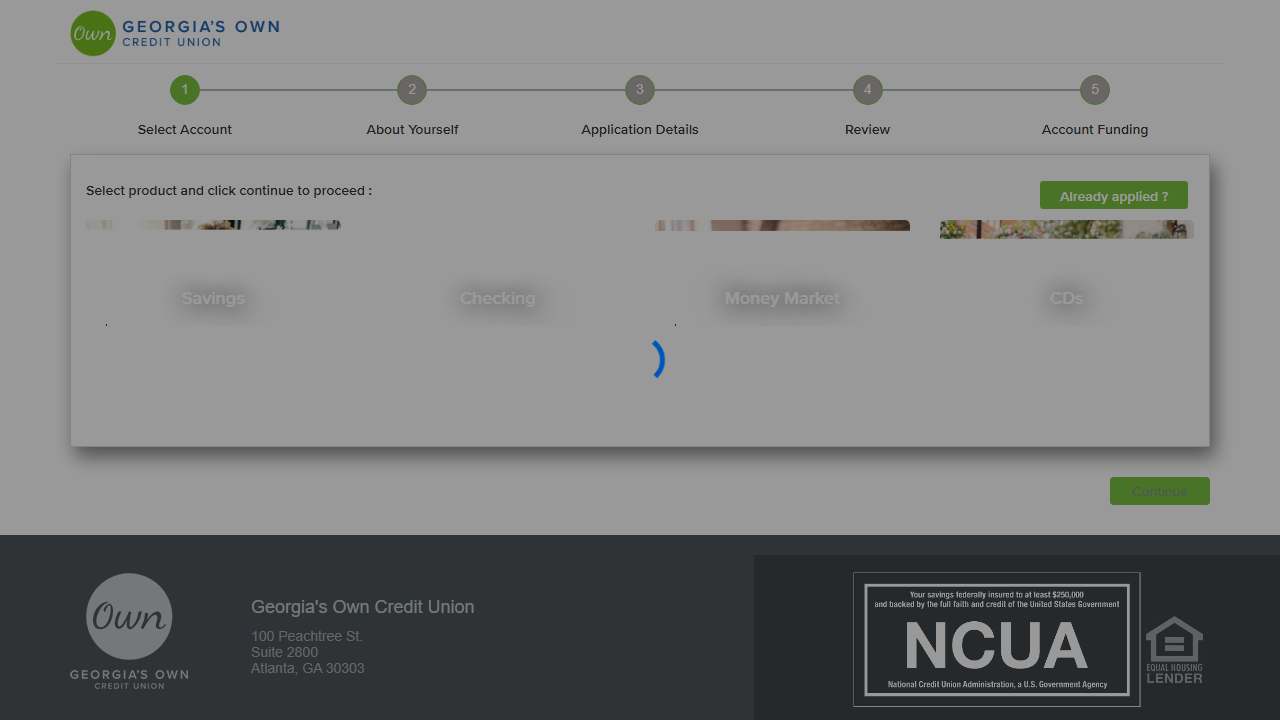 Own GEORGIA'S OWN
CREDIT UNION
1 2 3 4 5
Select Account About Yourself Application Details Review Account Funding
Select product and click continue to proceed :
Already applied ?
Savings Checking Money Market CDs
Continue
Own
GEORGIA'S OWN
CREDIT UNION
Georgia's Own Credit Union
100 Peachtree St.
Suite 2800
Atlanta, GA 30303
Your savings federally insured to at least $250,000
and backed by the full faith and credit of the United States Government
NCUA
National Credit Union Administration, a U.S. Government Agency
EQUAL HOUSING
LENDER